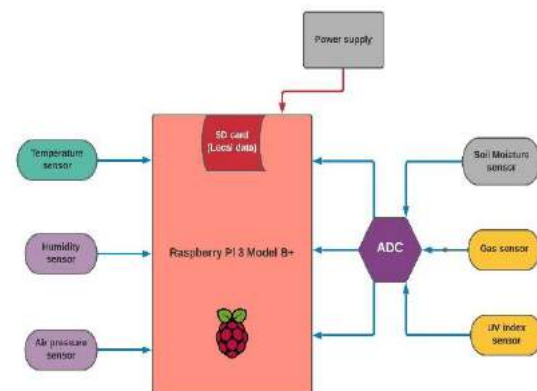 Power supply
SD card
(Local data)
Temperature
sensor
Soil Moisture
sensor
Humidity
sensor
Raspberry PI 3 Model B+
ADC
Gas sensor
Air pressure
sensor
UV index
sensor